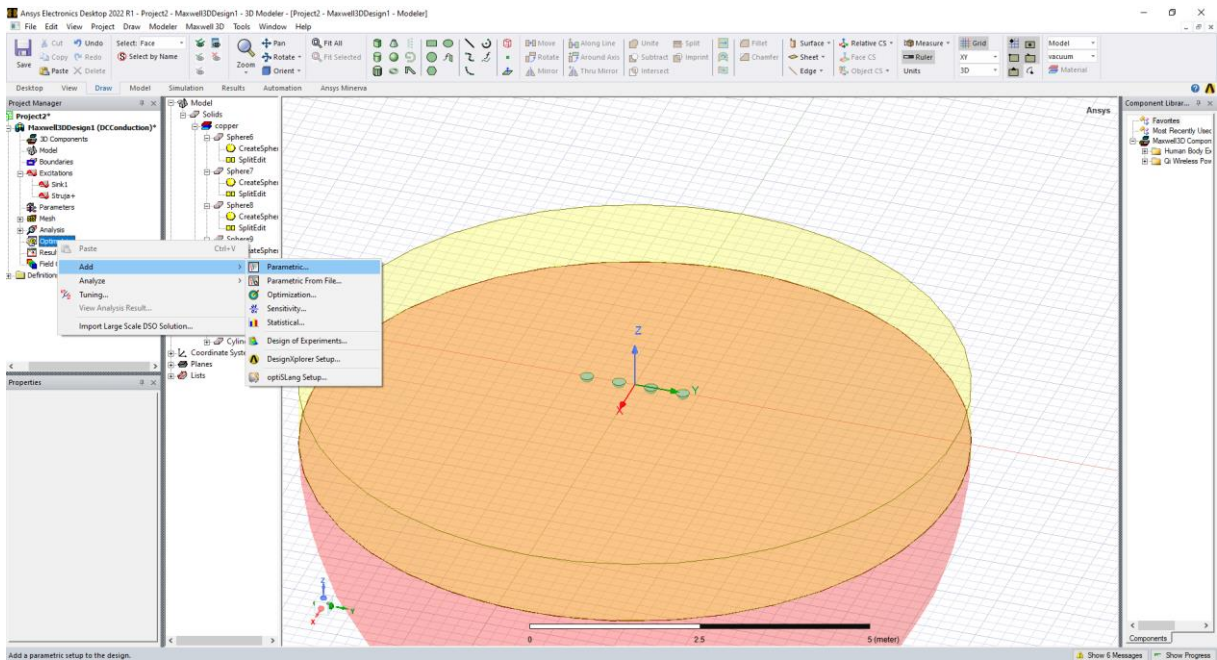 Ansys Electronics Desktop 2022 R1 - Project2 - Maxwell3DDesign1 - 3D Modeler - [Project2 - Maxwell3DDesign1 - Modeler]
File Edit View Project Draw Modeler Maxwell 3D Tools Window Help
Save
Cut Undo
Copy Redo
Paste Delete
Select: Face
Select by Name
Zoom
Pan
Rotate
Orient
Fit All
Fit Selected
Move Along Line Unite Split Fillet
Rotate Around Axis Subtract Imprint Chamfer
Mirror Thru Mirror Intersect
Surface Relative CS Measure Grid Model
Sheet Face CS Ruler XY vacuum
Edge Object CS Units 3D Material
Desktop View Draw Model Simulation Results Automation Ansys Minerva
Project Manager
Project2*
Maxwell3DDesign1 (DCConduction)*
3D Components
Model
Boundaries
Excitations
Sink1
Struja+
Parameters
Mesh
Analysis
Optim
Resul
Field
Definition
Paste Ctrl+V
Add
Analyze
Tuning...
View Analysis Result...
Import Large Scale DSO Solution...
Parametric...
Parametric From File...
Optimization...
Sensitivity...
Statistical...
Design of Experiments...
DesignXplorer Setup...
optiSLang Setup...
Model
Solids
copper
Sphere6
CreateSpher
SplitEdit
Sphere7
CreateSpher
SplitEdit
Sphere8
CreateSpher
SplitEdit
Sphere9
ateSpher
Cylin
Coordinate Syste
Planes
Lists
Properties
Ansys
Z
Y
X
Z
Y
X
0 2.5 5 (meter)
Component Librar...
Favorites
Most Recently Used
Maxwell3D Compon
Human Body Ex
Qi Wireless Pow
Components
Add a parametric setup to the design.
Show 6 Messages Show Progress